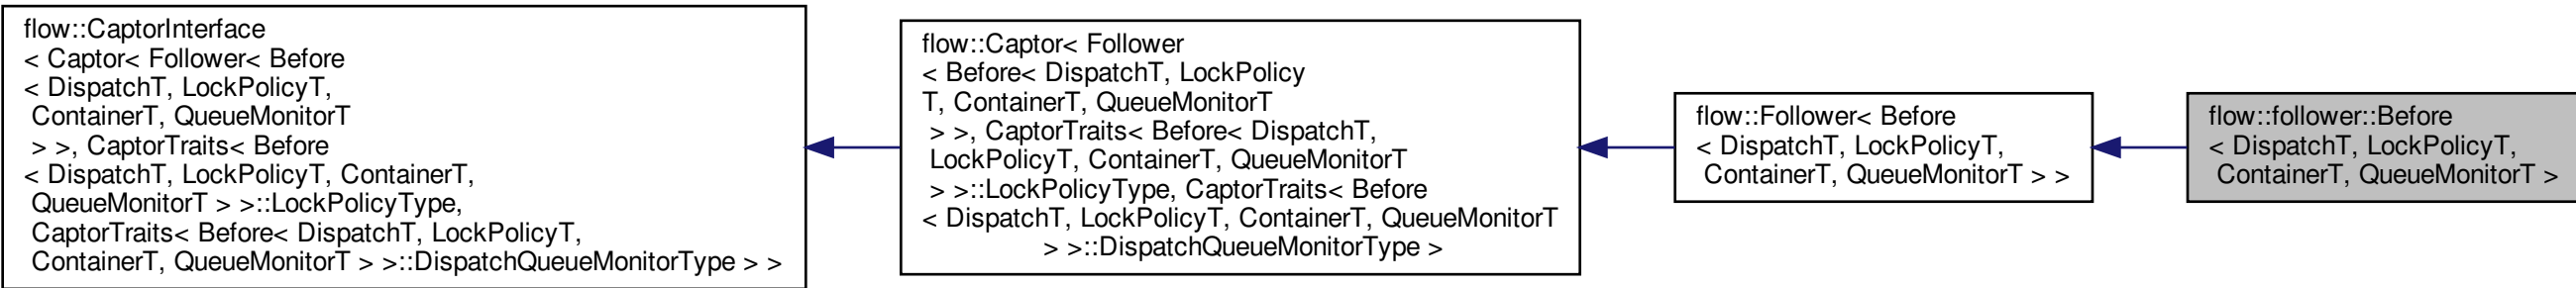 flow::CaptorInterface
< Captor< Follower< Before
< DispatchT, LockPolicyT,
ContainerT, QueueMonitorT
> >, CaptorTraits< Before
< DispatchT, LockPolicyT, ContainerT,
QueueMonitorT > >::LockPolicyType,
CaptorTraits< Before< DispatchT, LockPolicyT,
ContainerT, QueueMonitorT > >::DispatchQueueMonitorType > >
flow::Captor< Follower
< Before< DispatchT, LockPolicy
T, ContainerT, QueueMonitorT
> >, CaptorTraits< Before< DispatchT,
LockPolicyT, ContainerT, QueueMonitorT
> >::LockPolicyType, CaptorTraits< Before
< DispatchT, LockPolicyT, ContainerT, QueueMonitorT
> >::DispatchQueueMonitorType >
flow::Follower< Before
< DispatchT, LockPolicyT,
ContainerT, QueueMonitorT > >
flow::follower::Before
< DispatchT, LockPolicyT,
ContainerT, QueueMonitorT >